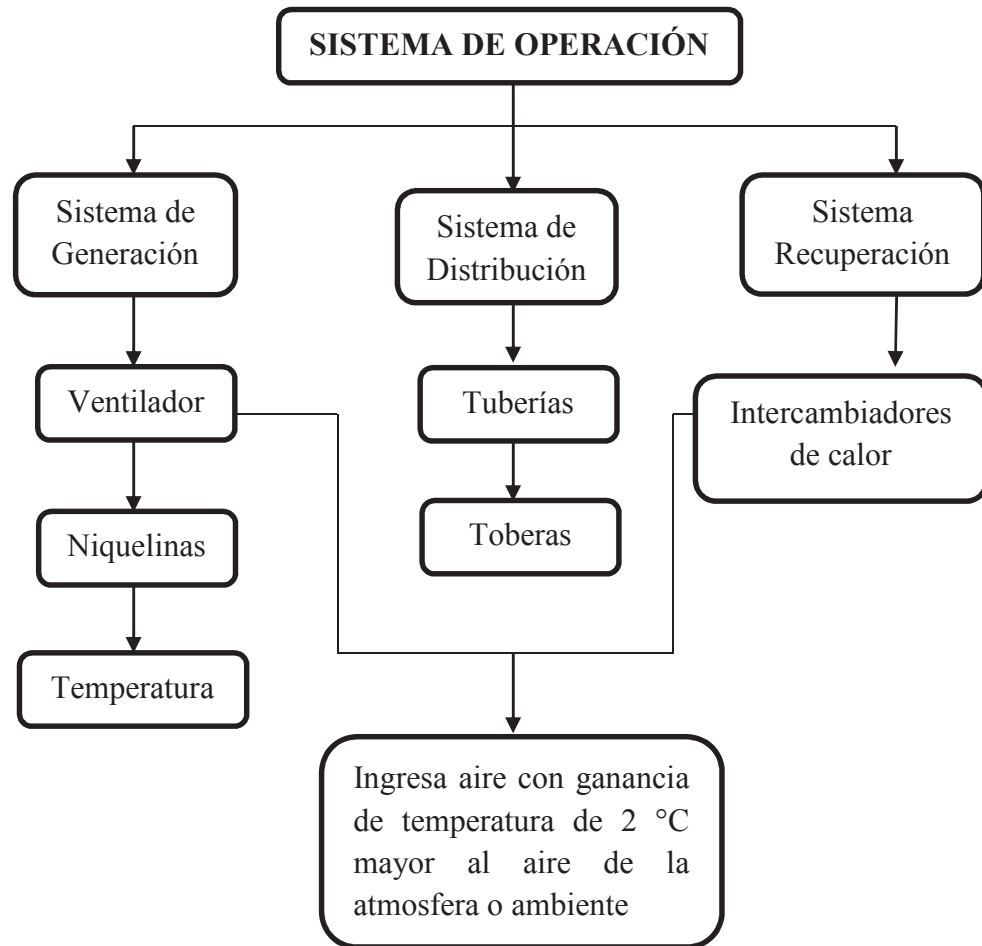 SISTEMA DE OPERACIÓN
Sistema de
Generación
Sistema de
Distribución
Sistema
Recuperación
Ventilador
Tuberías
Intercambiadores
de calor
Niquelinas
Toberas
Temperatura
Ingresa aire con ganancia
de temperatura de 2 °C
mayor al aire de la
atmosfera o ambiente